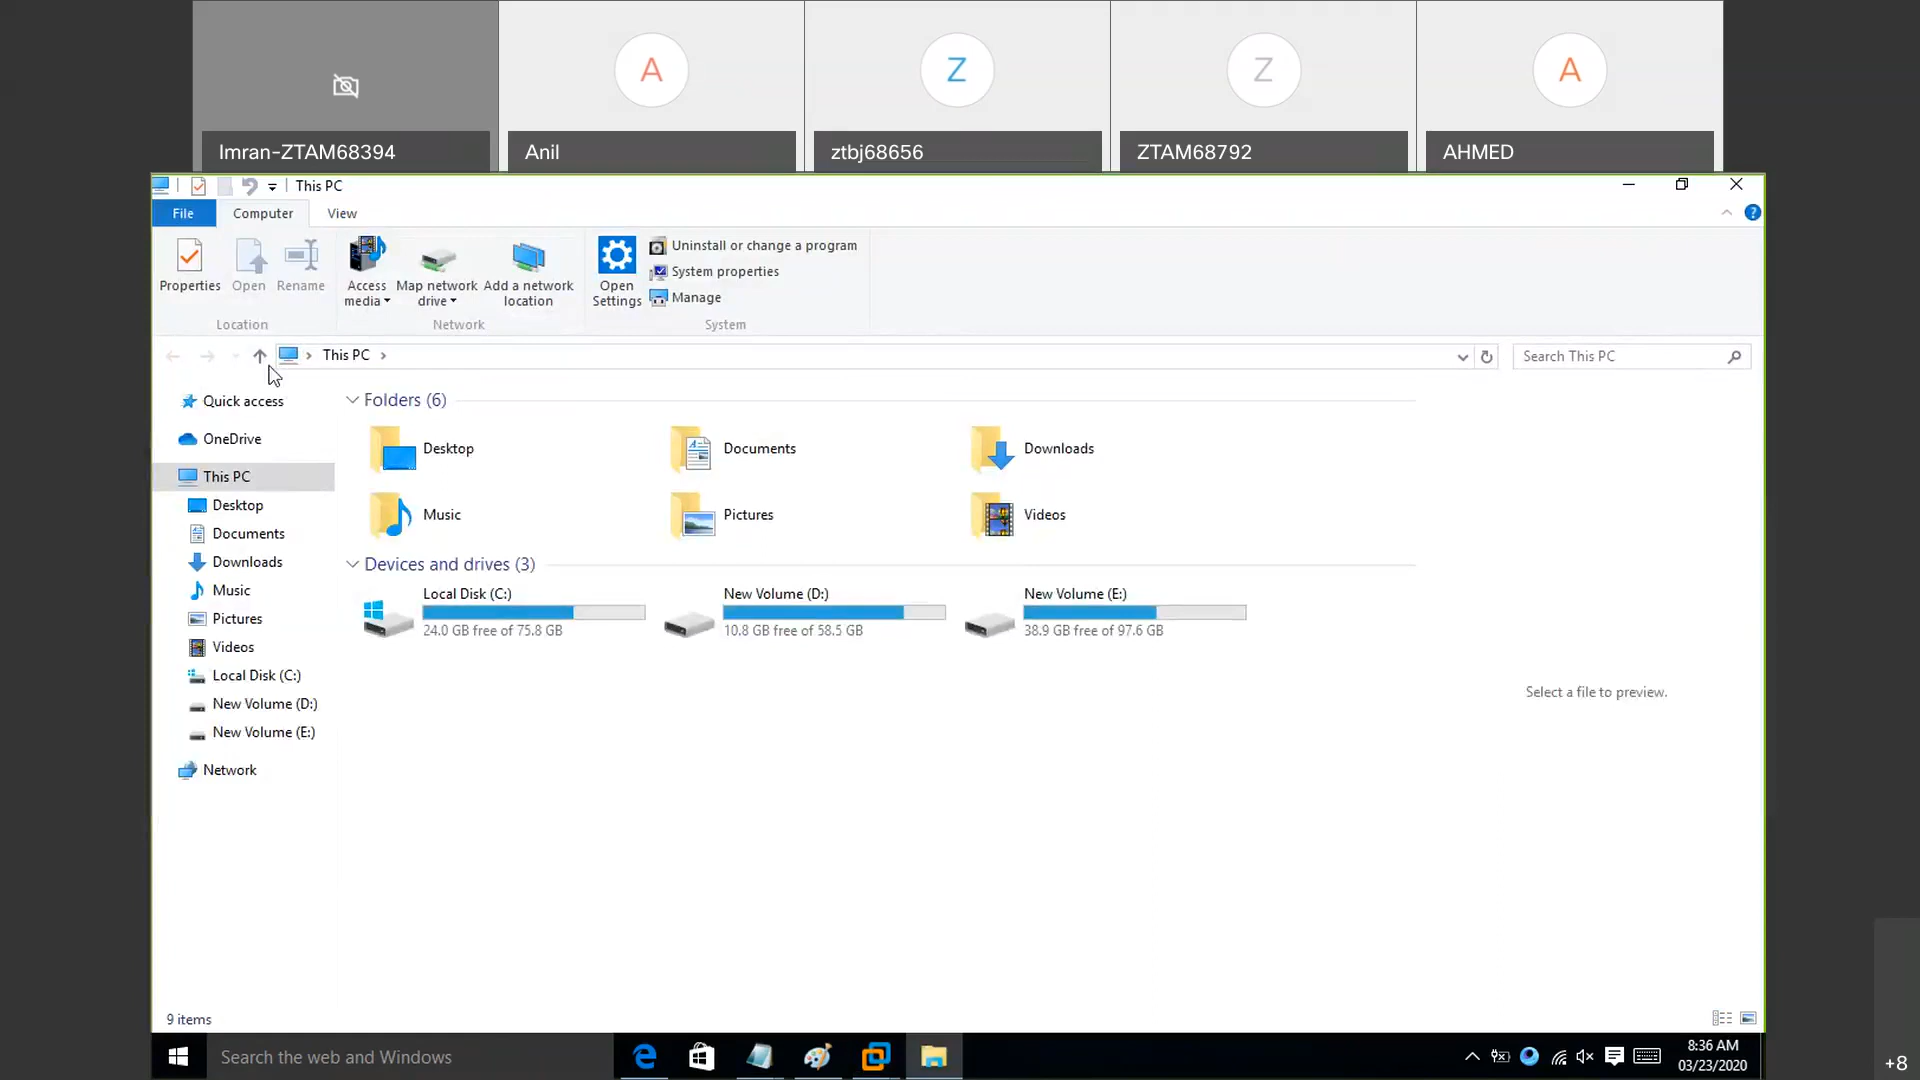 A
Z
Z
A
Imran-ZTAM68394
Anil
ztbj68656
ZTAM68792
AHMED
This PC
File
Computer
View
Properties
Open
Rename
Access media
Map network drive
Add a network location
Open Settings
Uninstall or change a program
System properties
Manage
Location
Network
System
This PC
Search This PC
Quick access
OneDrive
This PC
Desktop
Documents
Downloads
Music
Pictures
Videos
Local Disk (C:)
New Volume (D:)
New Volume (E:)
Network
Folders (6)
Desktop
Documents
Downloads
Music
Pictures
Videos
Devices and drives (3)
Local Disk (C:)
24.0 GB free of 75.8 GB
New Volume (D:)
10.8 GB free of 58.5 GB
New Volume (E:)
38.9 GB free of 97.6 GB
Select a file to preview.
9 items
Search the web and Windows
8:36 AM
03/23/2020
+8